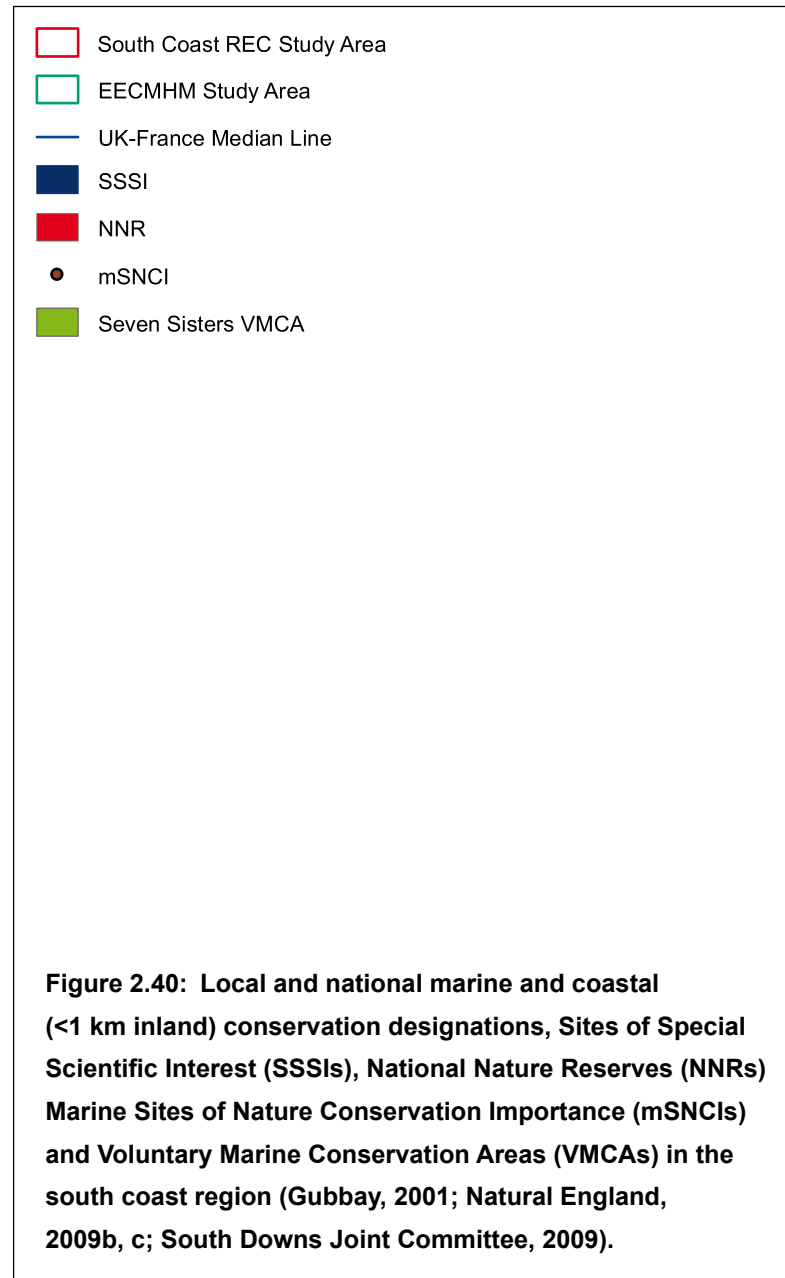 South Coast REC Study Area
EECMHM Study Area
UK-France Median Line
SSSI
NNR
mSNCI
Seven Sisters VMCA
Figure 2.40:  Local and national marine and coastal
(<1 km inland) conservation designations, Sites of Special
Scientific Interest (SSSIs), National Nature Reserves (NNRs)
Marine Sites of Nature Conservation Importance (mSNCIs)
and Voluntary Marine Conservation Areas (VMCAs) in the
south coast region (Gubbay, 2001; Natural England,
2009b, c; South Downs Joint Committee, 2009).